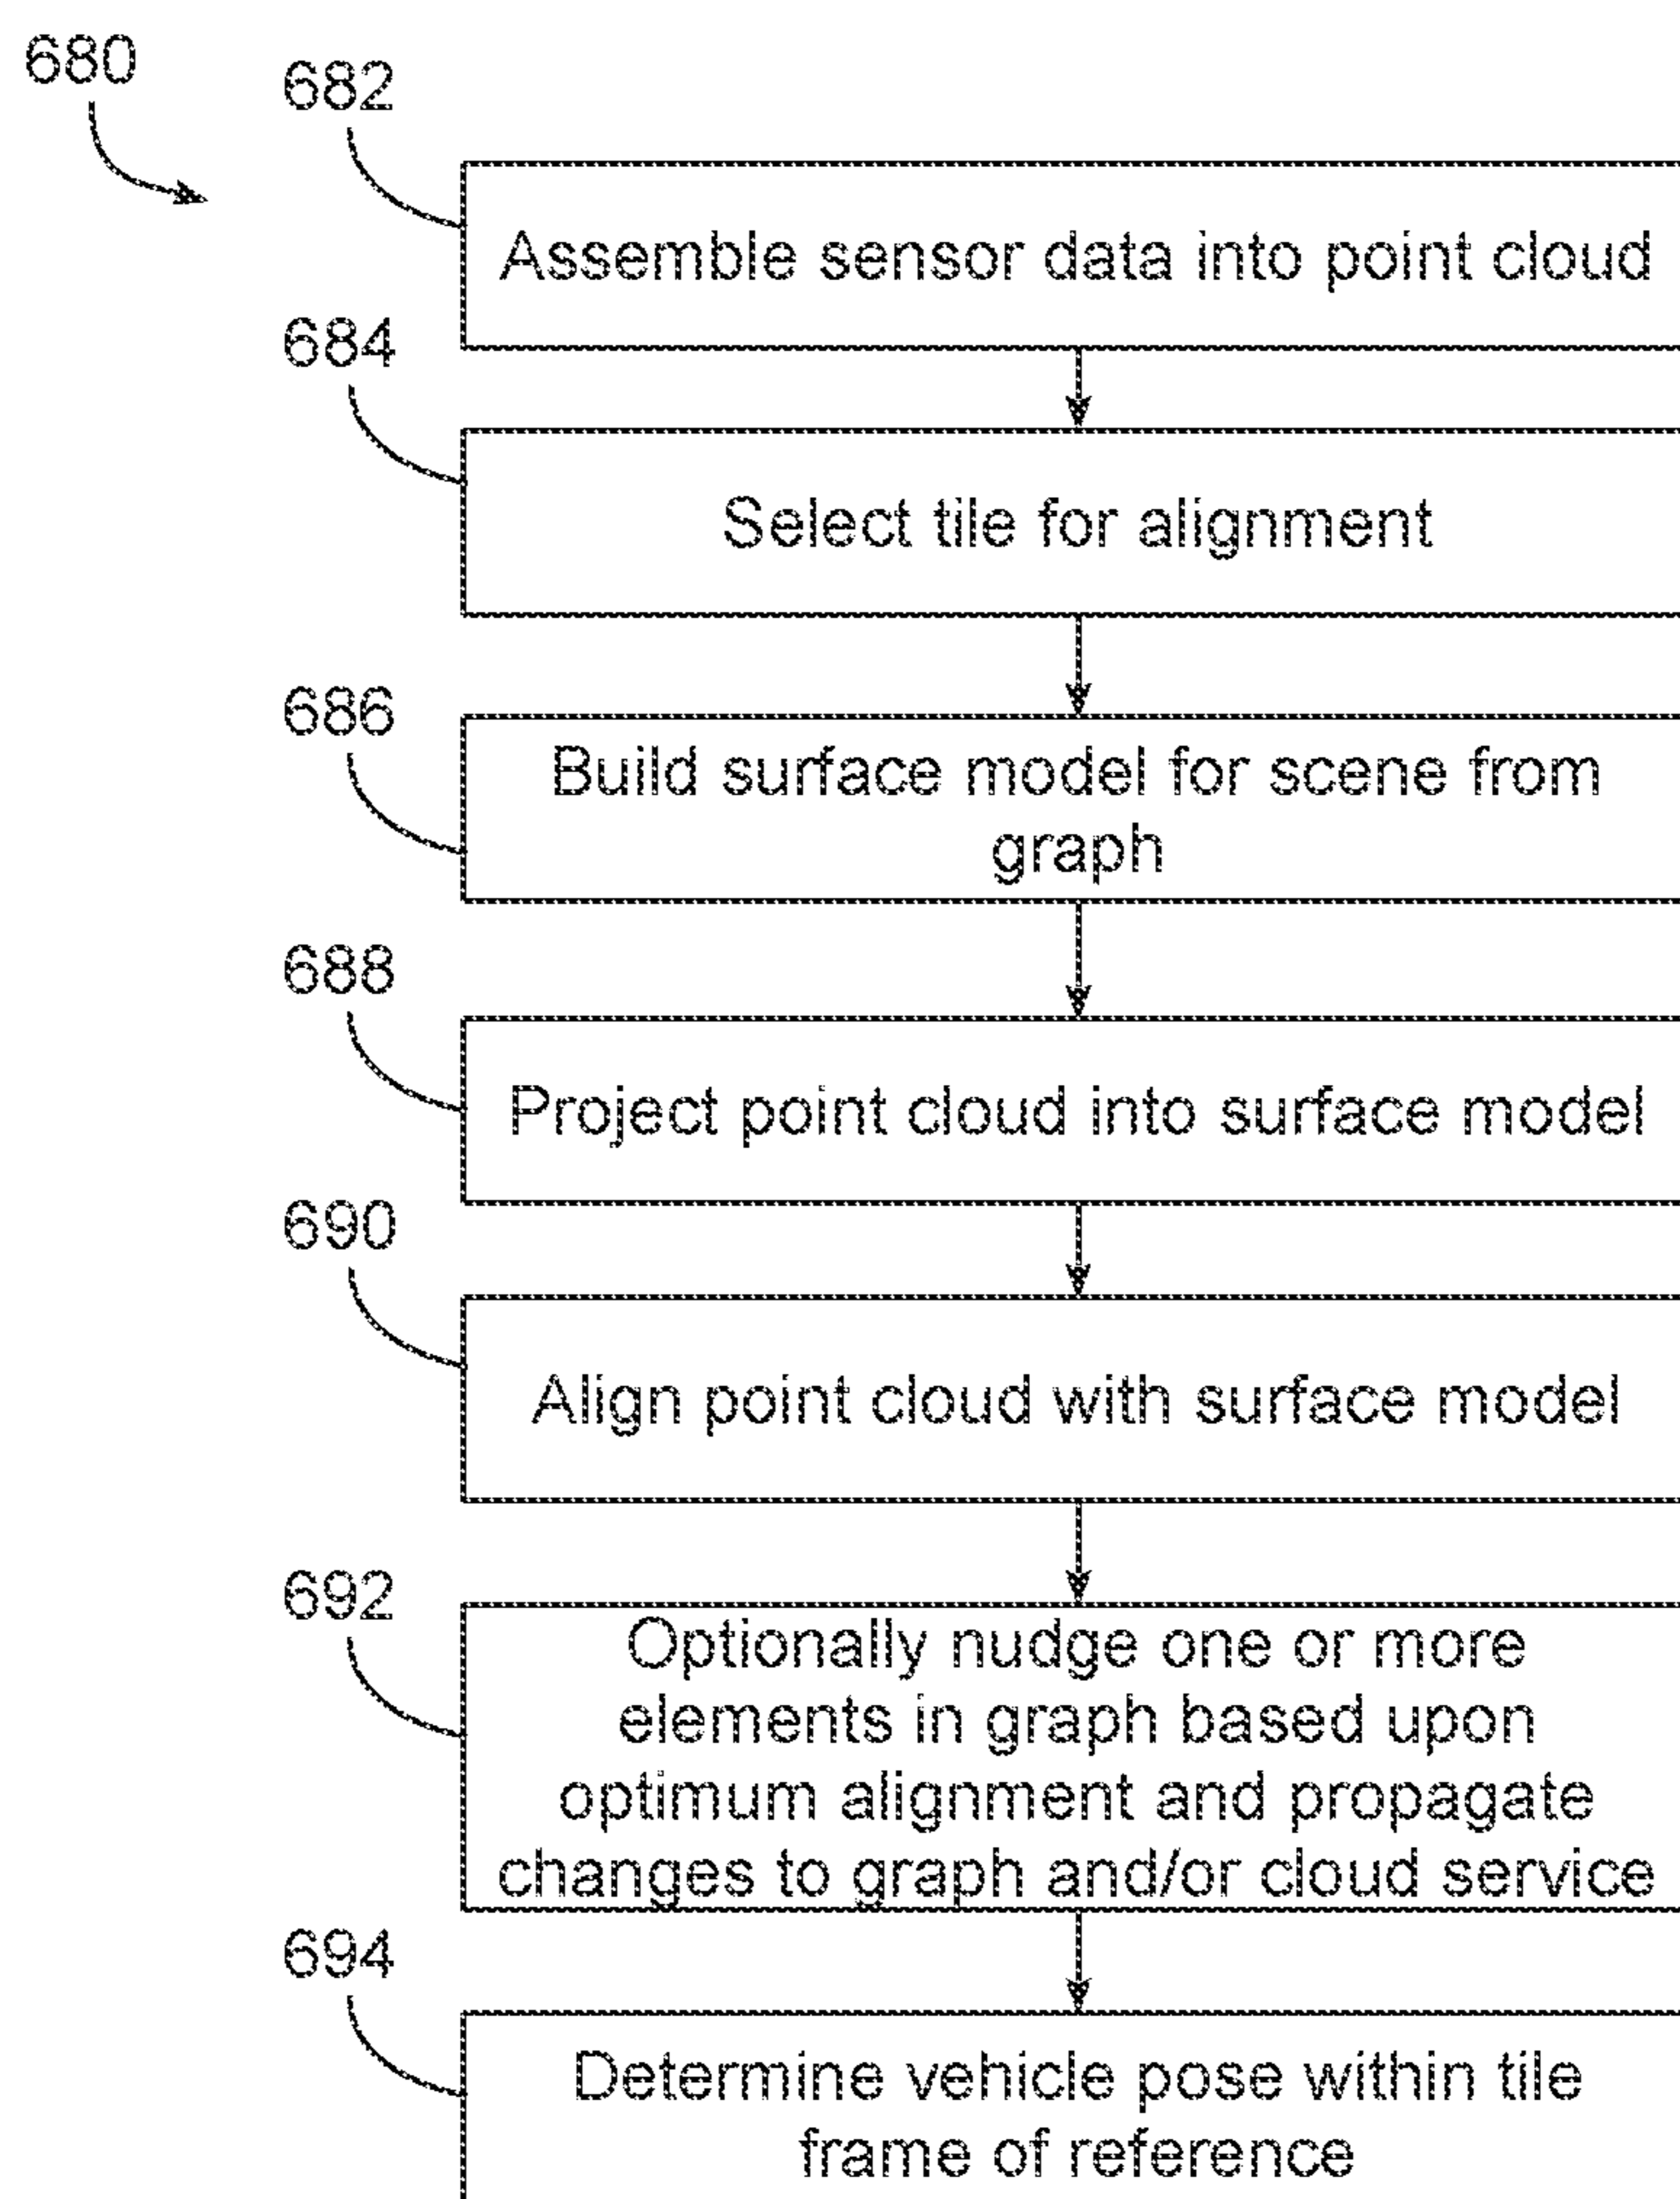 680
682
Assemble sensor data into point cloud
684
Select tile for alignment
686
Build surface model for scene from
graph
688
Project point cloud into surface model
690
Align point cloud with surface model
692
Optionally nudge one or more
elements in graph based upon
optimum alignment and propagate
changes to graph and/or cloud service
694
Determine vehicle pose within tile
frame of reference